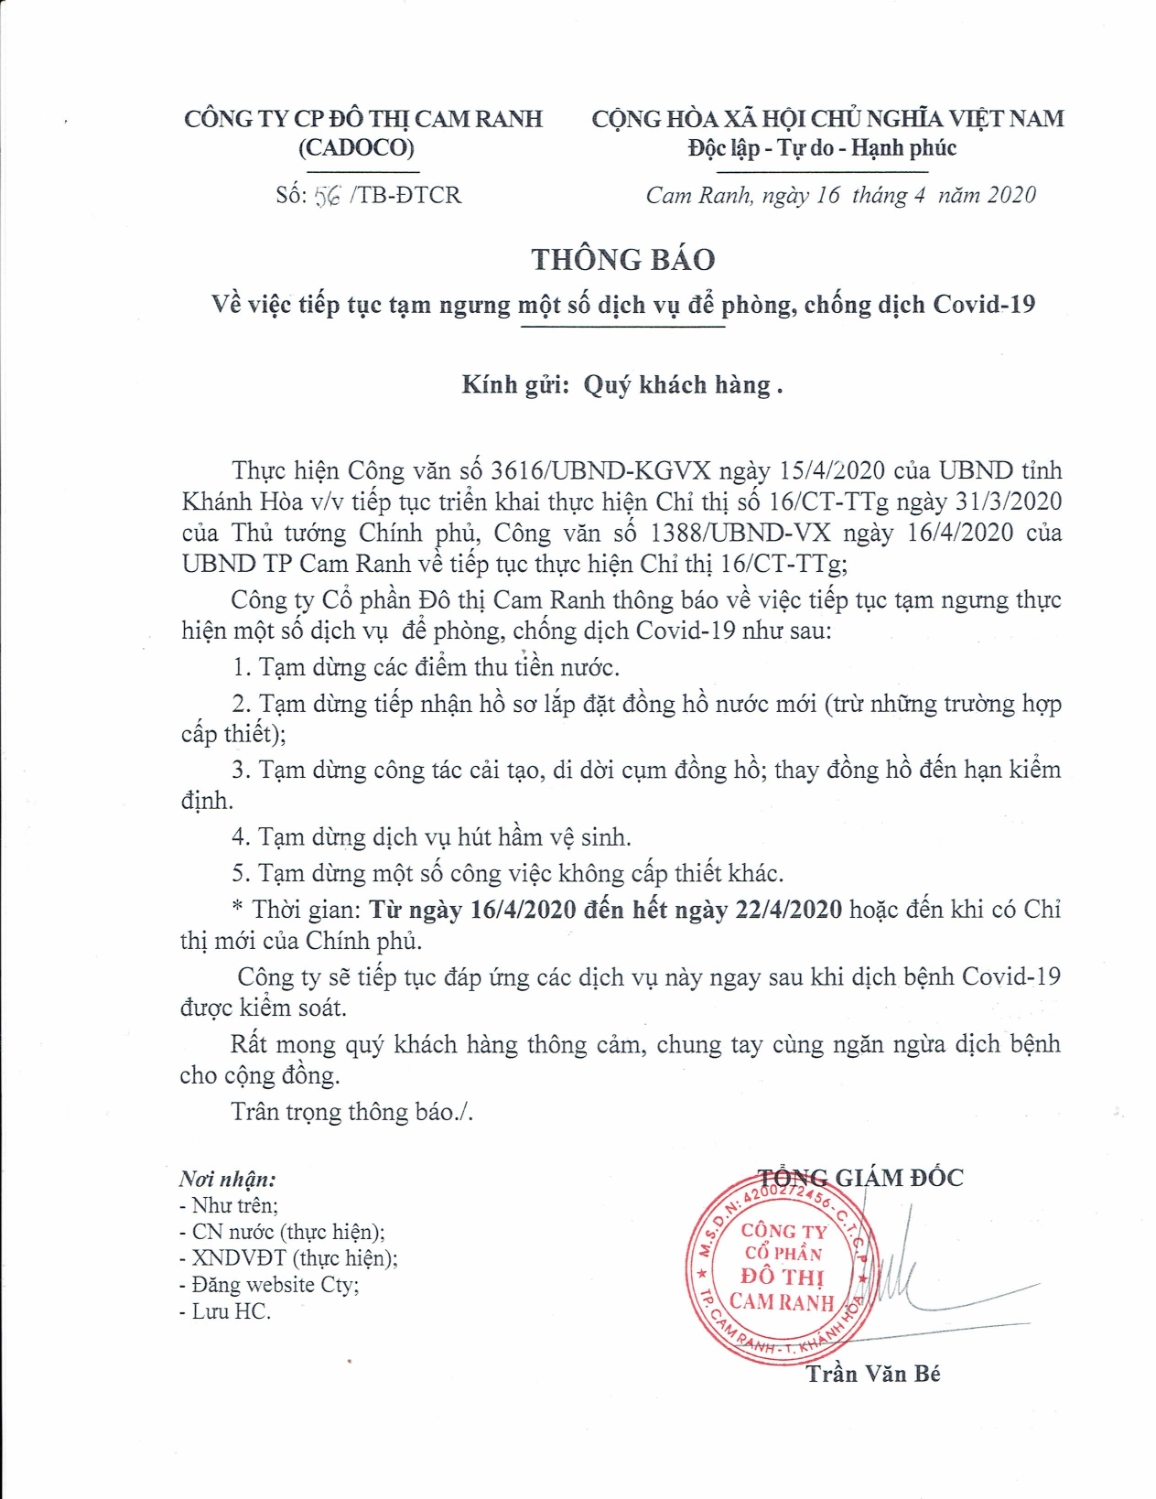 CÔNG TY CP ĐÔ THỊ CAM RANH
(CADOCO)
Số: 56 /TB-ĐTCR
CỘNG HÒA XÃ HỘI CHỦ NGHĨA VIỆT NAM
Độc lập - Tự do - Hạnh phúc
Cam Ranh, ngày 16 tháng 4 năm 2020
THÔNG BÁO
Về việc tiếp tục tạm ngưng một số dịch vụ để phòng, chống dịch Covid-19
Kính gửi: Quý khách hàng .
Thực hiện Công văn số 3616/UBND-KGVX ngày 15/4/2020 của UBND tỉnh
Khánh Hòa v/v tiếp tục triển khai thực hiện Chỉ thị số 16/CT-TTg ngày 31/3/2020
của Thủ tướng Chính phủ, Công văn số 1388/UBND-VX ngày 16/4/2020 của
UBND TP Cam Ranh về tiếp tục thực hiện Chỉ thị 16/CT-TTg;
Công ty Cổ phần Đô thị Cam Ranh thông báo về việc tiếp tục tạm ngưng thực
hiện một số dịch vụ để phòng, chống dịch Covid-19 như sau:
1. Tạm dừng các điểm thu tiền nước.
2. Tạm dừng tiếp nhận hồ sơ lắp đặt đồng hồ nước mới (trừ những trường hợp
cấp thiết);
3. Tạm dừng công tác cải tạo, di dời cụm đồng hồ; thay đồng hồ đến hạn kiểm
định.
4. Tạm dừng dịch vụ hút hầm vệ sinh.
5. Tạm dừng một số công việc không cấp thiết khác.
* Thời gian: Từ ngày 16/4/2020 đến hết ngày 22/4/2020 hoặc đến khi có Chỉ
thị mới của Chính phủ.
Công ty sẽ tiếp tục đáp ứng các dịch vụ này ngay sau khi dịch bệnh Covid-19
được kiểm soát.
Rất mong quý khách hàng thông cảm, chung tay cùng ngăn ngừa dịch bệnh
cho cộng đồng.
Trân trọng thông báo./.
Nơi nhận:
- Như trên;
- CN nước (thực hiện);
- XNDVĐT (thực hiện);
- Đăng website Cty;
- Lưu HC.
TỔNG GIÁM ĐỐC
M.S.D.N: 4200272456-C.T.C.P
CÔNG TY
CỔ PHẦN
ĐÔ THỊ
CAM RANH
TP. CAM RANH - T. KHÁNH HÒA
Trần Văn Bé